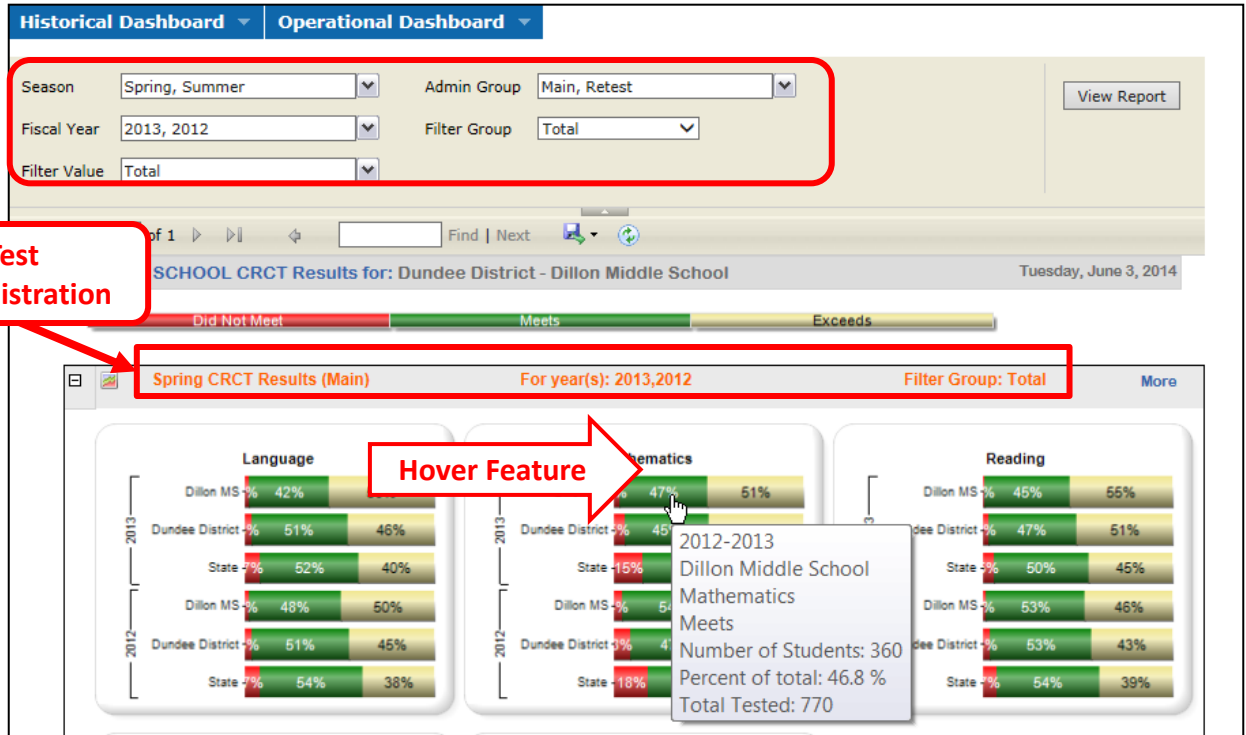 Historical Dashboard Operational Dashboard
Season Spring, Summer Admin Group Main, Retest View Report
Fiscal Year 2013, 2012 Filter Group Total
Filter Value Total
of 1 Find | Next
SCHOOL CRCT Results for: Dundee District - Dillon Middle School Tuesday, June 3, 2014
Did Not Meet Meets Exceeds
Spring CRCT Results (Main) For year(s): 2013,2012 Filter Group: Total More
Hover Feature
Language
2013
Dillon MS % 42%
Dundee District % 51% 46%
State 7% 52% 40%
2012
Dillon MS % 48% 50%
Dundee District % 51% 45%
State 7% 54% 38%
2013
47% 51%
Dundee District %
State 15%
2012
Dillon MS %
Dundee District
State 18%
2012-2013
Dillon Middle School
Mathematics
Meets
Number of Students: 360
Percent of total: 46.8 %
Total Tested: 770
Reading
Dillon MS % 45% 55%
% 47% 51%
State % 50% 45%
2012
Dillon MS % 53% 46%
% 53% 43%
State % 54% 39%